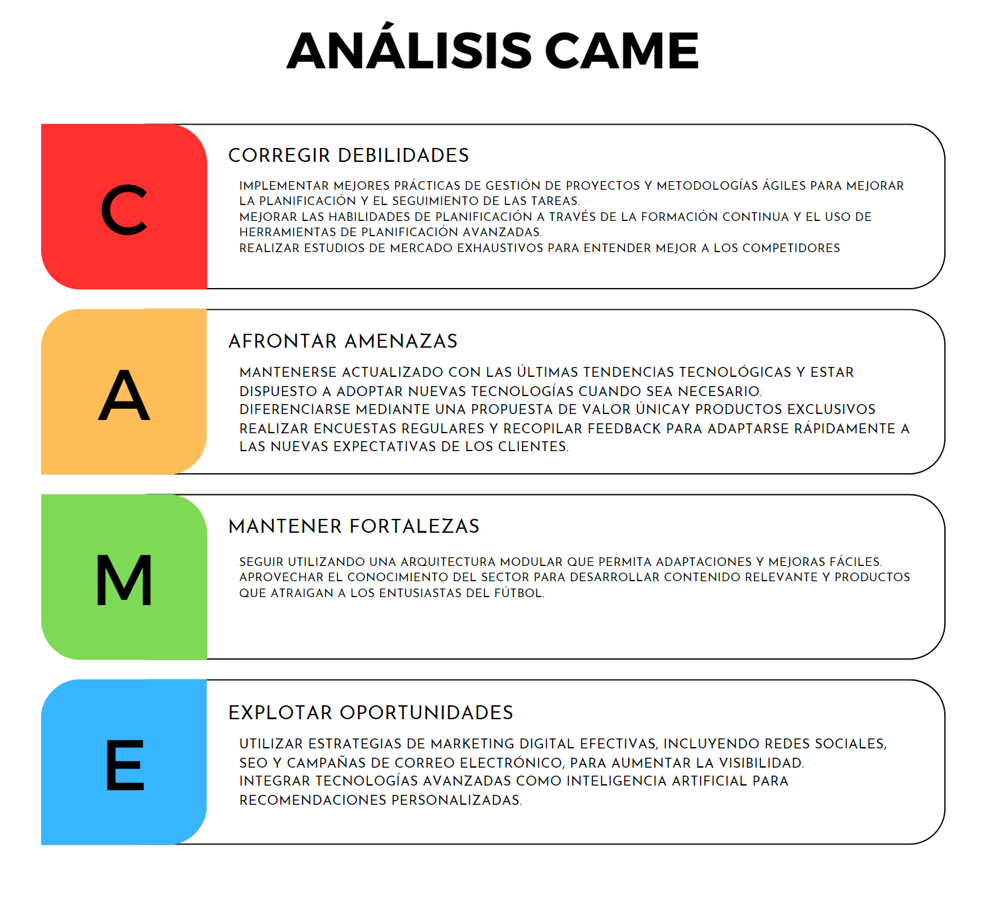 ANÁLISIS CAME
C
CORREGIR DEBILIDADES
IMPLEMENTAR MEJORES PRÁCTICAS DE GESTIÓN DE PROYECTOS Y METODOLOGÍAS ÁGILES PARA MEJORAR
LA PLANIFICACIÓN Y EL SEGUIMIENTO DE LAS TAREAS.
MEJORAR LAS HABILIDADES DE PLANIFICACIÓN A TRAVÉS DE LA FORMACIÓN CONTINUA Y EL USO DE
HERRAMIENTAS DE PLANIFICACIÓN AVANZADAS.
REALIZAR ESTUDIOS DE MERCADO EXHAUSTIVOS PARA ENTENDER MEJOR A LOS COMPETIDORES
A
AFRONTAR AMENAZAS
MANTENERSE ACTUALIZADO CON LAS ÚLTIMAS TENDENCIAS TECNOLÓGICAS Y ESTAR
DISPUESTO A ADOPTAR NUEVAS TECNOLOGÍAS CUANDO SEA NECESARIO.
DIFERENCIARSE MEDIANTE UNA PROPUESTA DE VALOR ÚNICAY PRODUCTOS EXCLUSIVOS
REALIZAR ENCUESTAS REGULARES Y RECOPILAR FEEDBACK PARA ADAPTARSE RÁPIDAMENTE A
LAS NUEVAS EXPECTATIVAS DE LOS CLIENTES.
M
MANTENER FORTALEZAS
SEGUIR UTILIZANDO UNA ARQUITECTURA MODULAR QUE PERMITA ADAPTACIONES Y MEJORAS FÁCILES.
APROVECHAR EL CONOCIMIENTO DEL SECTOR PARA DESARROLLAR CONTENIDO RELEVANTE Y PRODUCTOS
QUE ATRAIGAN A LOS ENTUSIASTAS DEL FÚTBOL.
E
EXPLOTAR OPORTUNIDADES
UTILIZAR ESTRATEGIAS DE MARKETING DIGITAL EFECTIVAS, INCLUYENDO REDES SOCIALES,
SEO Y CAMPAÑAS DE CORREO ELECTRÓNICO, PARA AUMENTAR LA VISIBILIDAD.
INTEGRAR TECNOLOGÍAS AVANZADAS COMO INTELIGENCIA ARTIFICIAL PARA
RECOMENDACIONES PERSONALIZADAS.